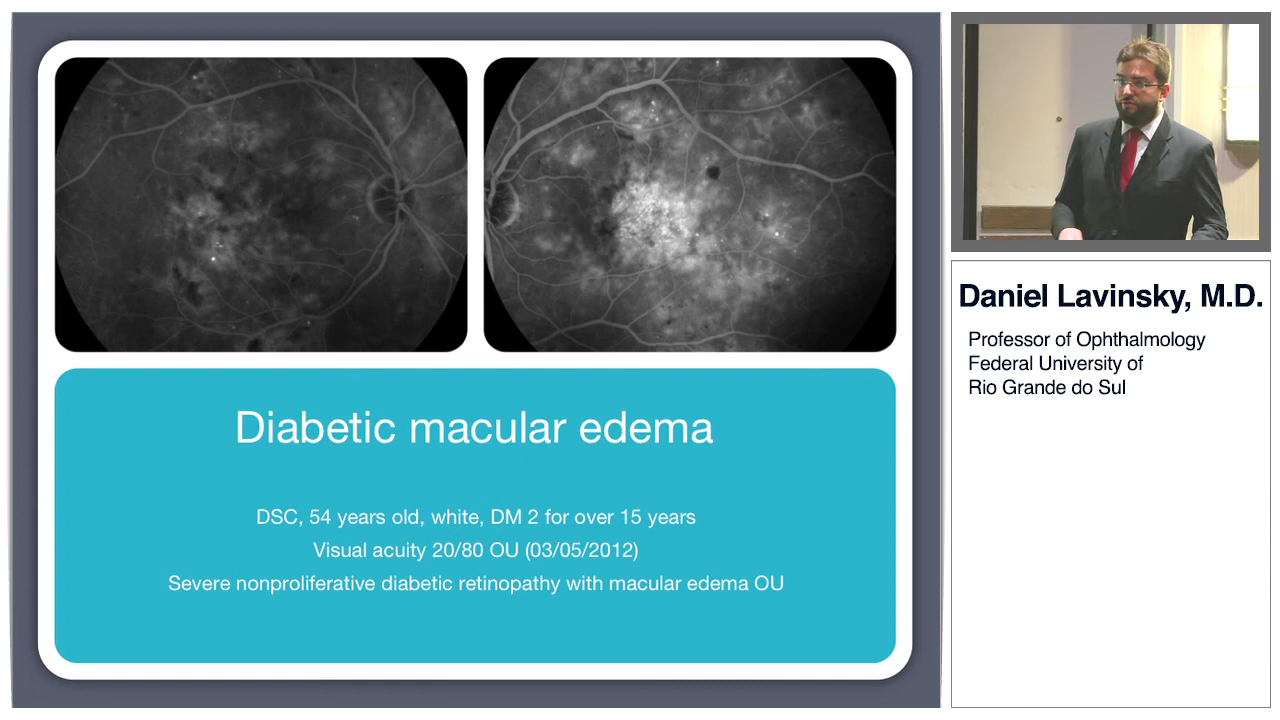 Diabetic macular edema
DSC, 54 years old, white, DM 2 for over 15 years
Visual acuity 20/80 OU (03/05/2012)
Severe nonproliferative diabetic retinopathy with macular edema OU
Daniel Lavinsky, M.D.
Professor of Ophthalmology
Federal University of
Rio Grande do Sul